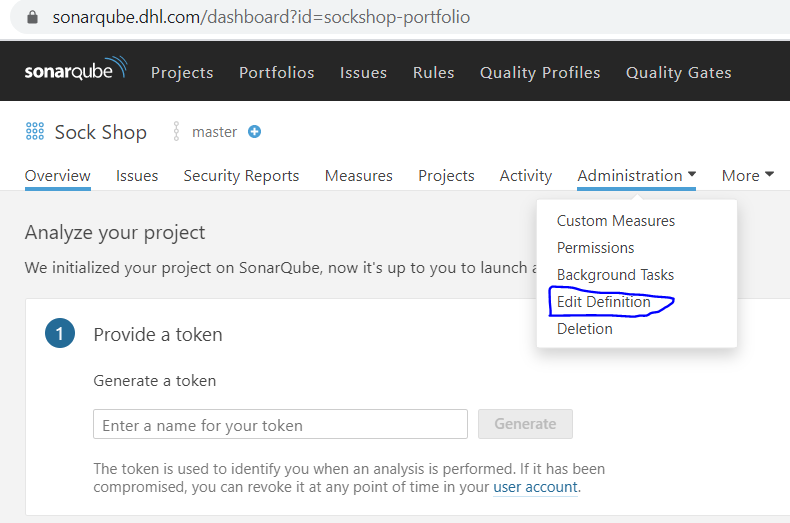 sonarqube.dhl.com/dashboard?id=sockshop-portfolio
sonarqube Projects Portfolios Issues Rules Quality Profiles Quality Gates
Sock Shop master
Overview Issues Security Reports Measures Projects Activity Administration More
Custom Measures
Permissions
Background Tasks
Edit Definition
Deletion
Analyze your project
We initialized your project on SonarQube, now it's up to you to launch a
1 Provide a token
Generate a token
Enter a name for your token Generate
The token is used to identify you when an analysis is performed. If it has been
compromised, you can revoke it at any point of time in your user account.